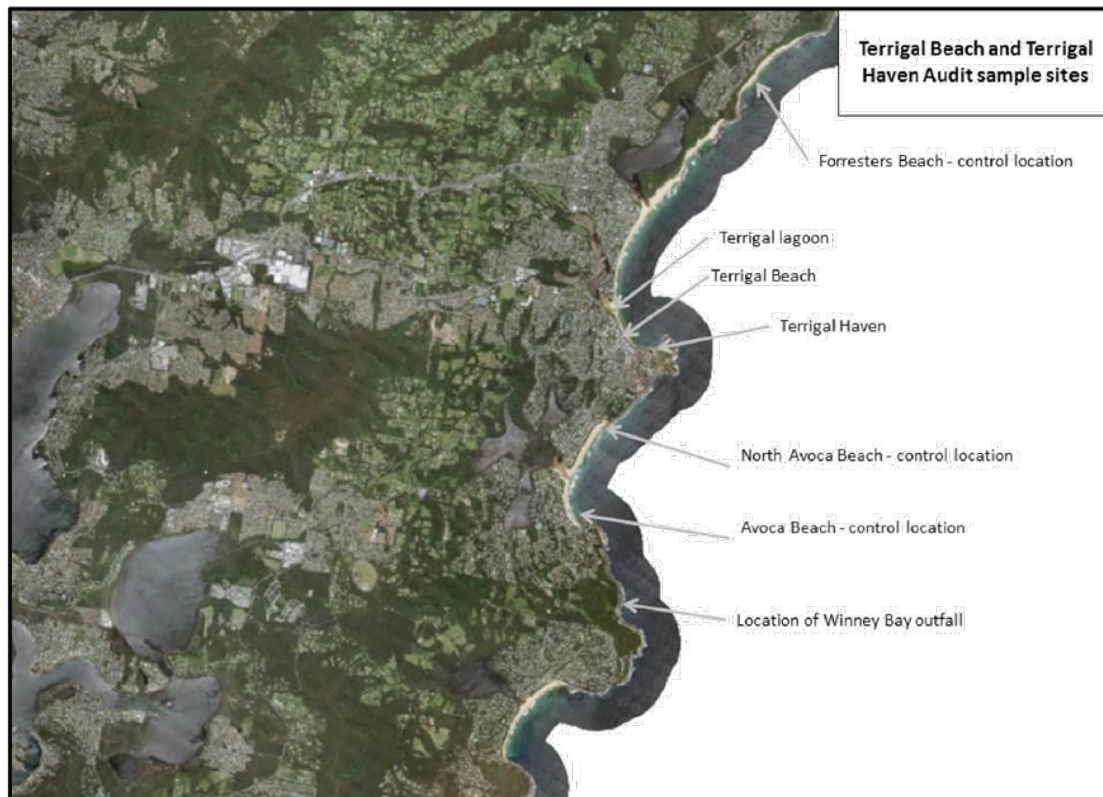 Terrigal Beach and Terrigal
Haven Audit sample sites
Forresters Beach - control location
Terrigal lagoon
Terrigal Beach
Terrigal Haven
North Avoca Beach - control location
Avoca Beach - control location
Location of Winney Bay outfall